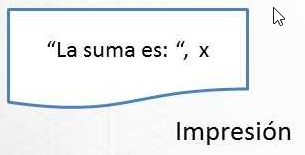 “La suma es: “, x
Impresión